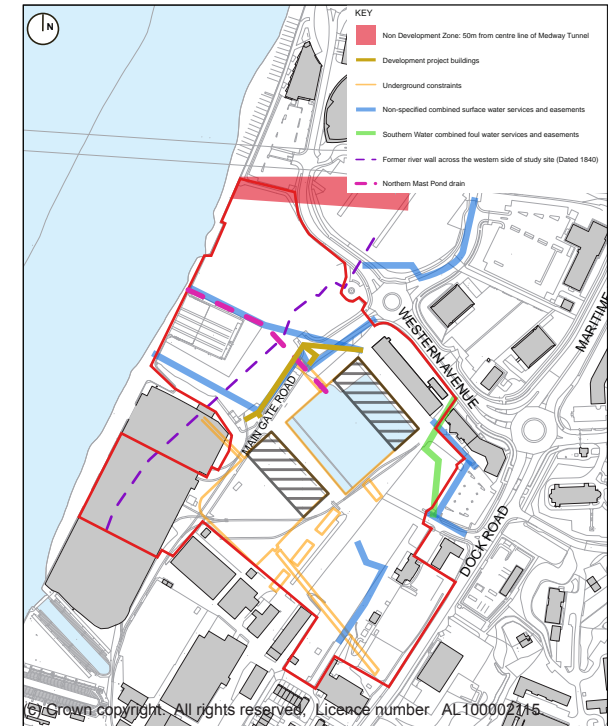 N
KEY
Non Development Zone: 50m from centre line of Medway Tunnel
Development project buildings
Underground constraints
Non-specified combined surface water services and easements
Southern Water combined foul water services and easements
Former river wall across the western side of study site (Dated 1840)
Northern Mast Pond drain
WESTERN AVENUE
MARITIME
MAIN GATE ROAD
DOCK ROAD
(c) Crown copyright. All rights reserved. Licence number AL100002115.